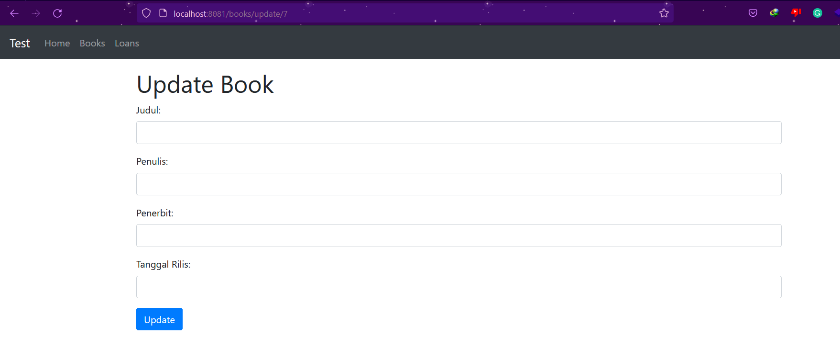 localhost:8081/books/update/7
Test Home Books Loans
Update Book
Judul:
Penulis:
Penerbit:
Tanggal Rilis:
Update